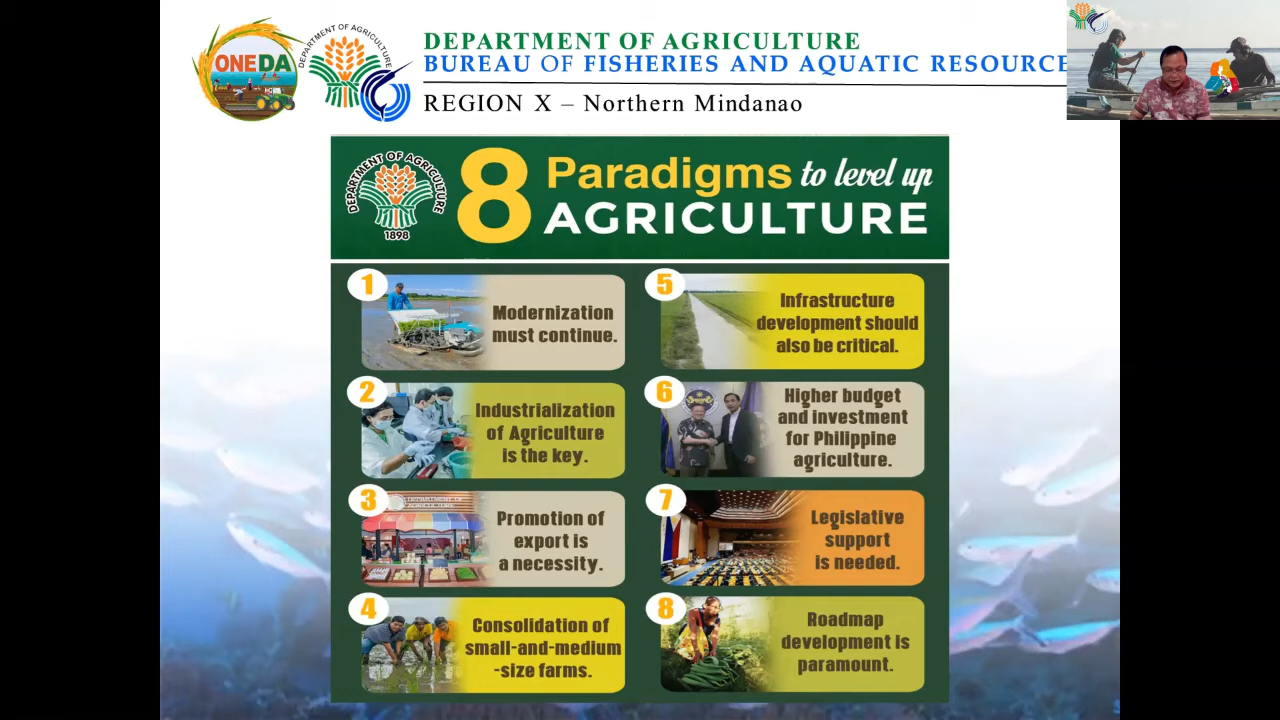 ONEDA
DEPARTMENT OF AGRICULTURE
DEPARTMENT OF AGRICULTURE
BUREAU OF FISHERIES AND AQUATIC RESOURCE
REGION X – Northern Mindanao
DEPARTMENT OF AGRICULTURE
1898
8 Paradigms to level up
AGRICULTURE
1
Modernization
must continue.
2
Industrialization
of Agriculture
is the key.
3
Promotion of
export is
a necessity.
4
Consolidation of
small-and-medium
-size farms.
5
Infrastructure
development should
also be critical.
6
Higher budget
and investment
for Philippine
agriculture.
7
Legislative
support
is needed.
8
Roadmap
development is
paramount.